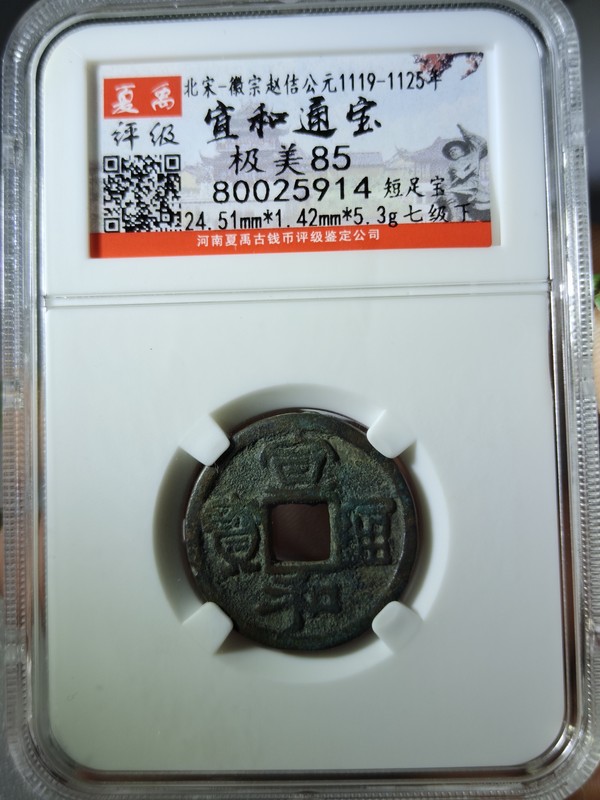 夏禹
评级
北宋-徽宗赵佶公元1119-1125年
宣和通宝
极美85
80025914 短足宝
24.51mm*1.42mm*5.3g 七级下
河南夏禹古钱币评级鉴定公司
宣
和
通
寳